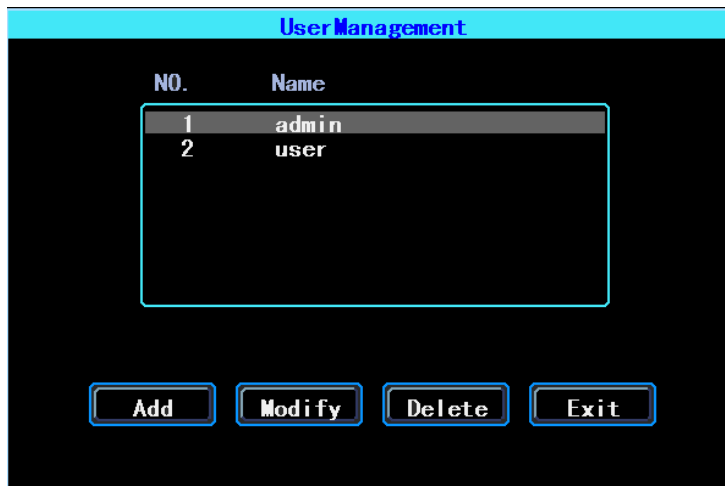 UserManagement
NO. Name
1 admin
2 user
Add Modify Delete Exit